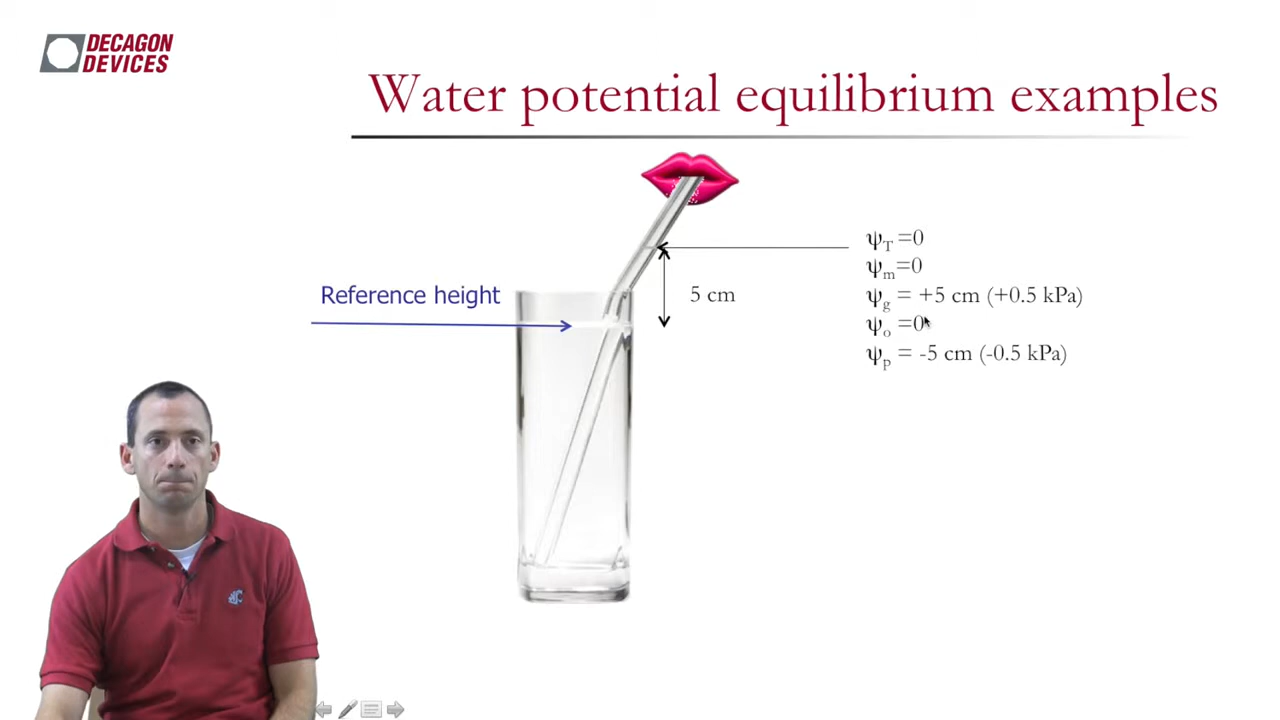 DECAGON
DEVICES
Water potential equilibrium examples
Reference height
5 cm
ψT =0
ψm=0
ψg = +5 cm (+0.5 kPa)
ψo =0
ψp = -5 cm (-0.5 kPa)